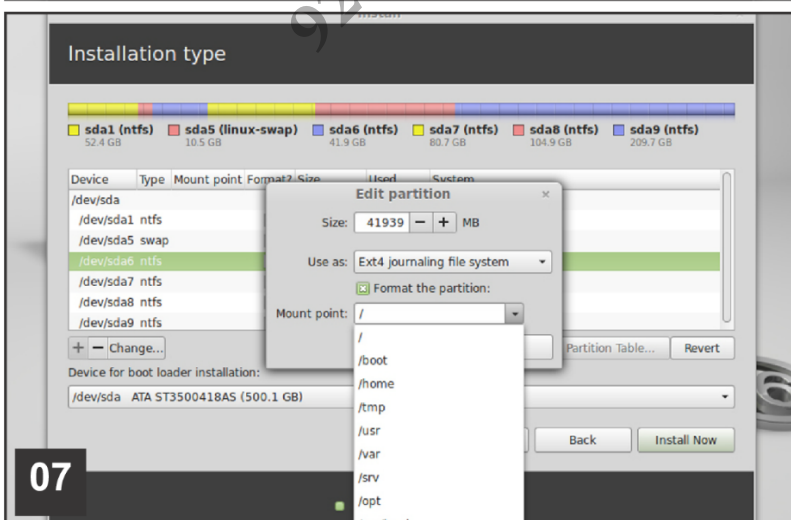 92
Installation type
sda1 (ntfs) sda5 (linux-swap) sda6 (ntfs) sda7 (ntfs) sda8 (ntfs) sda9 (ntfs)
52.4 GB 10.5 GB 41.9 GB 80.7 GB 104.9 GB 209.7 GB
Device Type Mount point Format? Size Used System
/dev/sda
/dev/sda1 ntfs
/dev/sda5 swap
/dev/sda6 ntfs
/dev/sda7 ntfs
/dev/sda8 ntfs
/dev/sda9 ntfs
Edit partition
Size: 41939 − + MB
Use as: Ext4 journaling file system
Format the partition:
Mount point: /
/
/boot
/home
/tmp
/usr
/var
/srv
/opt
+ − Change... Partition Table... Revert
Device for boot loader installation:
/dev/sda ATA ST3500418AS (500.1 GB)
Back Install Now
07